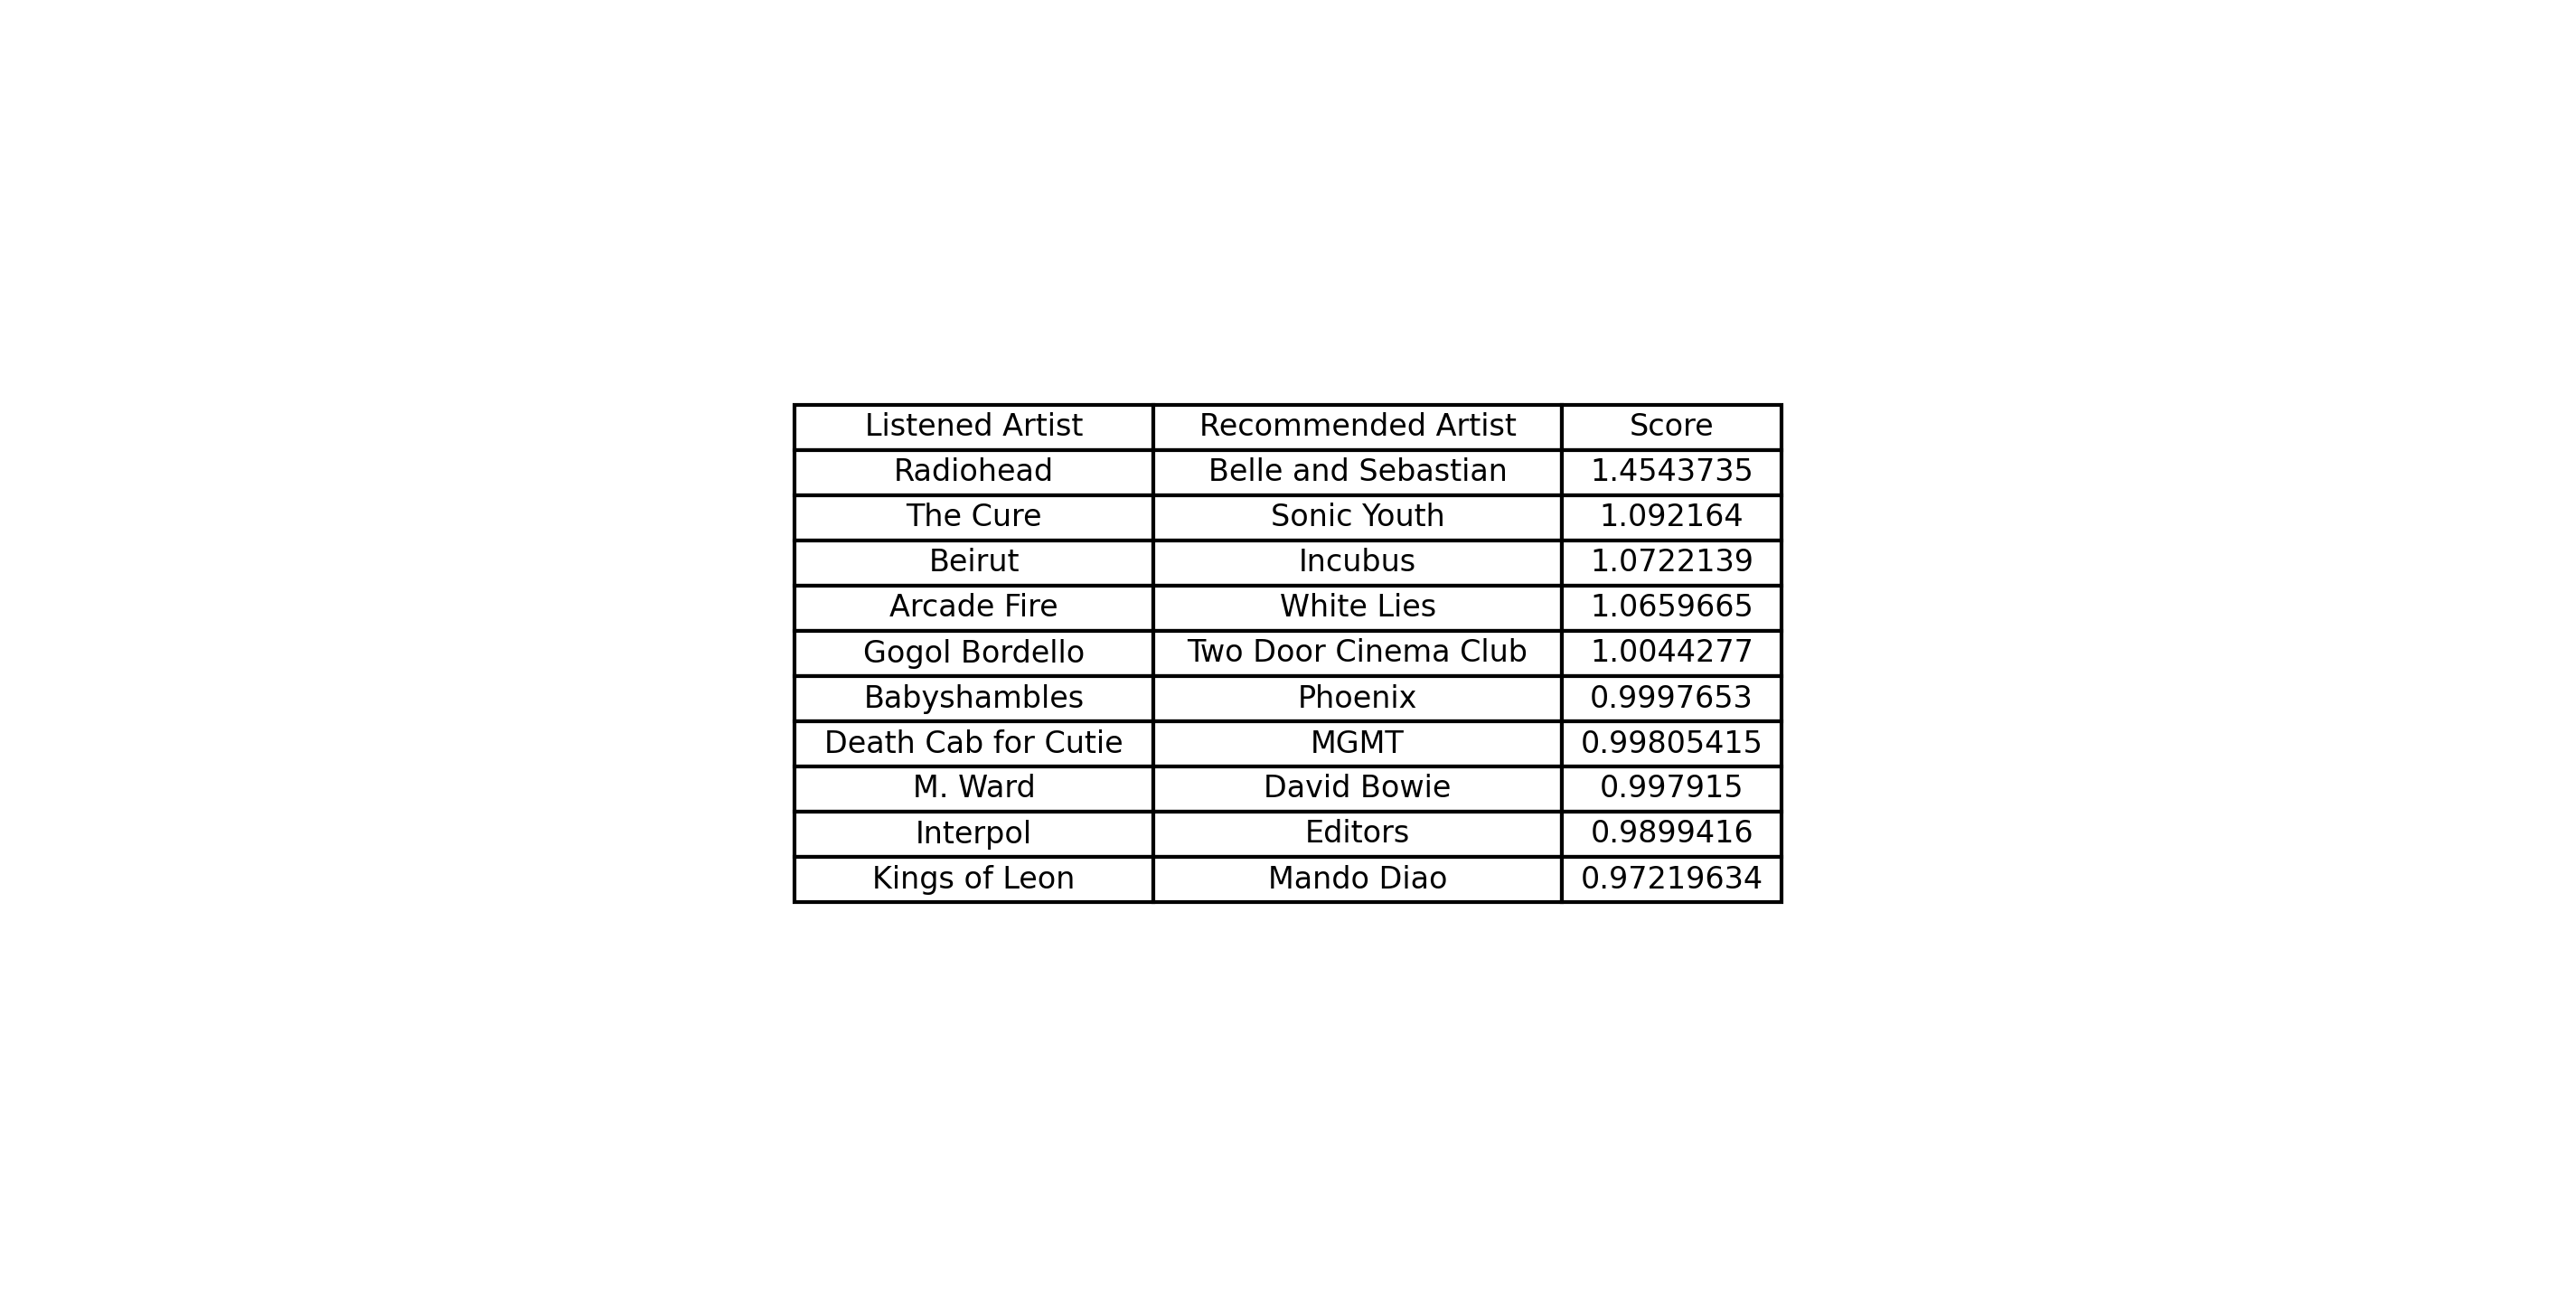 Listened Artist Recommended Artist Score
Radiohead Belle and Sebastian 1.4543735
The Cure Sonic Youth 1.092164
Beirut Incubus 1.0722139
Arcade Fire White Lies 1.0659665
Gogol Bordello Two Door Cinema Club 1.0044277
Babyshambles Phoenix 0.9997653
Death Cab for Cutie MGMT 0.99805415
M. Ward David Bowie 0.997915
Interpol Editors 0.9899416
Kings of Leon Mando Diao 0.97219634